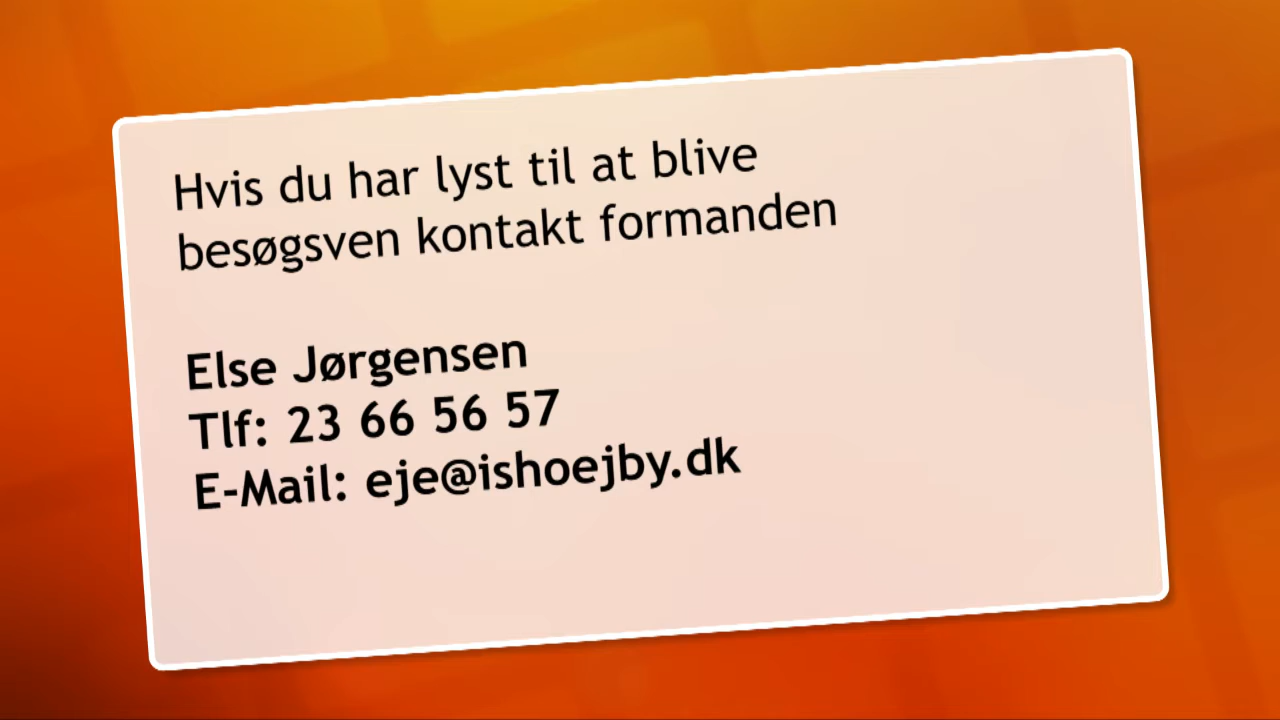 Hvis du har lyst til at blive
besøgsven kontakt formanden
Else Jørgensen
Tlf: 23 66 56 57
E-Mail: eje@ishoejby.dk